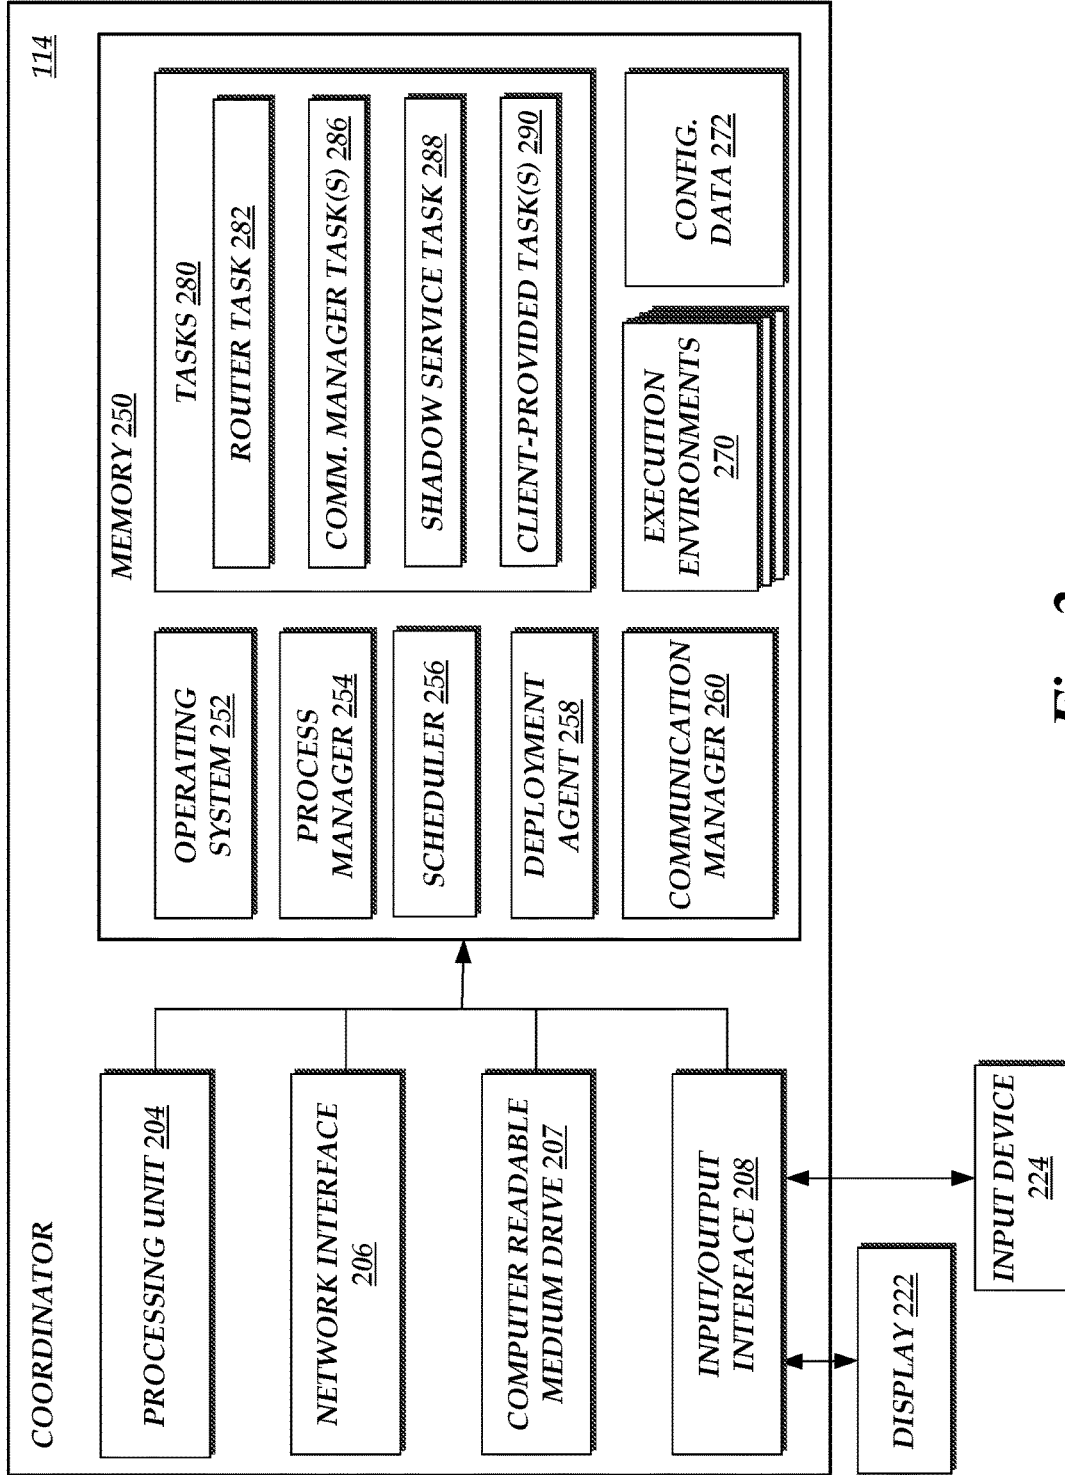 COORDINATOR
114
PROCESSING UNIT 204
NETWORK INTERFACE
206
COMPUTER READABLE
MEDIUM DRIVE 207
INPUT/OUTPUT
INTERFACE 208
DISPLAY 222
INPUT DEVICE
224
MEMORY 250
OPERATING
SYSTEM 252
PROCESS
MANAGER 254
SCHEDULER 256
DEPLOYMENT
AGENT 258
COMMUNICATION
MANAGER 260
TASKS 280
ROUTER TASK 282
COMM. MANAGER TASK(S) 286
SHADOW SERVICE TASK 288
CLIENT-PROVIDED TASK(S) 290
EXECUTION
ENVIRONMENTS
270
CONFIG.
DATA 272